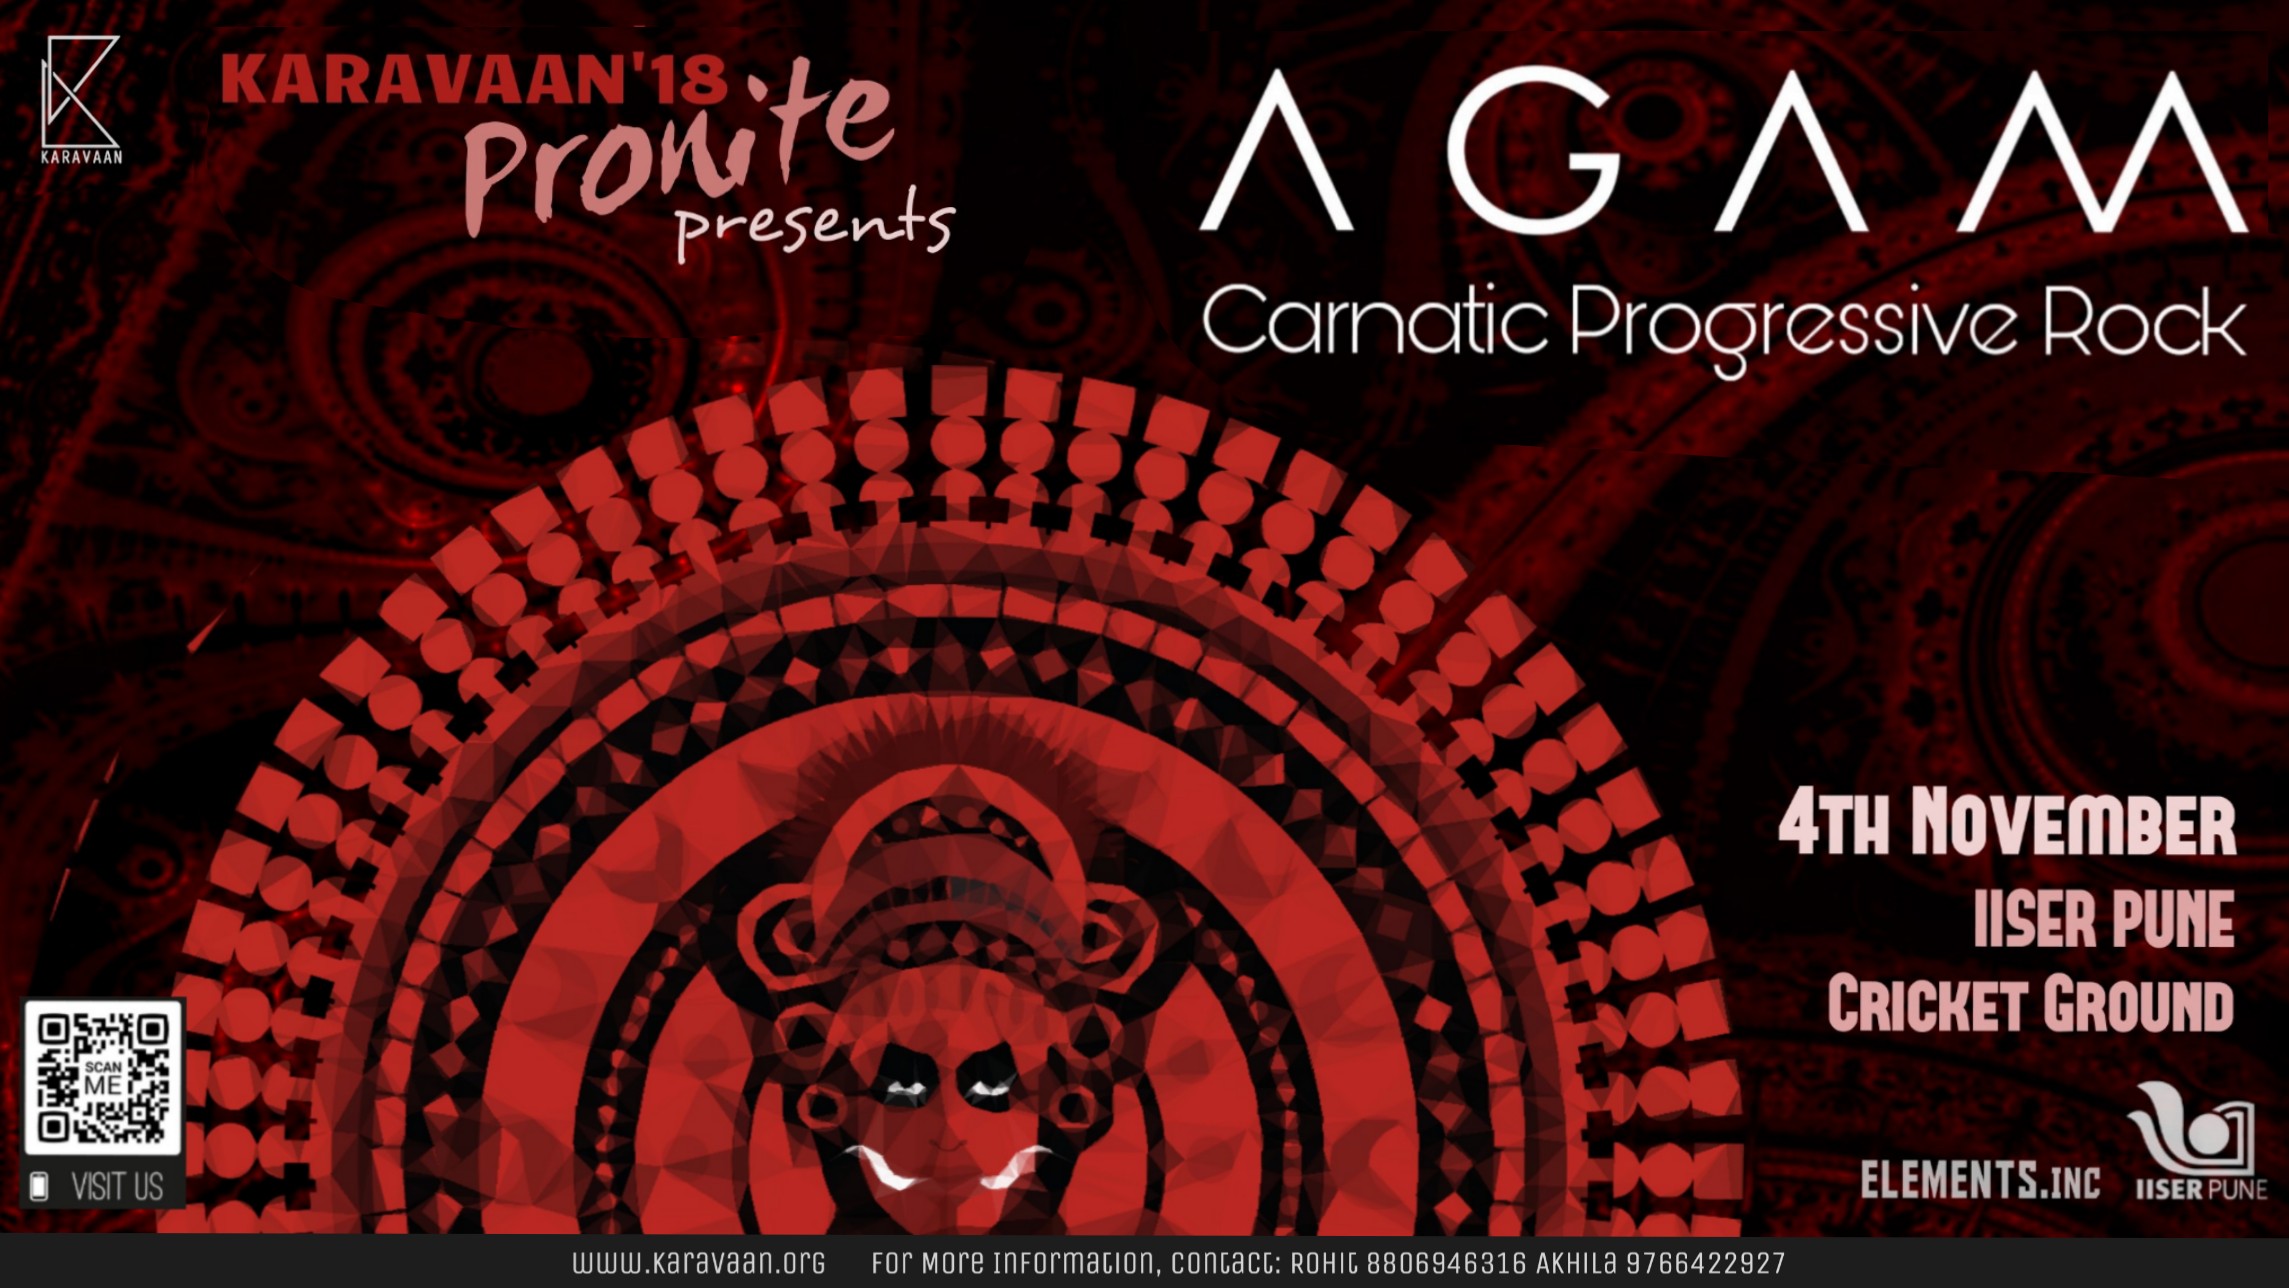 KARAVAAN
KARAVAAN'18
Pronite
presents
AGAM
Carnatic Progressive Rock
4TH NOVEMBER
IISER PUNE
CRICKET GROUND
SCAN
ME
VISIT US
ELEMENTS.INC
IISER PUNE
www.karavaan.org For More Information, contact: Rohit 8806946316 Akhila 9766422927